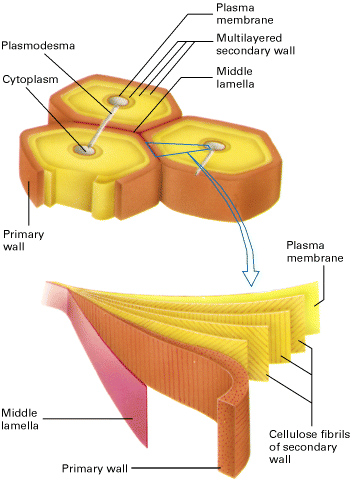 Plasma
membrane
Plasmodesma
Multilayered
secondary wall
Cytoplasm
Middle
lamella
Primary
wall
Plasma
membrane
Middle
lamella
Cellulose fibrils
of secondary
wall
Primary wall